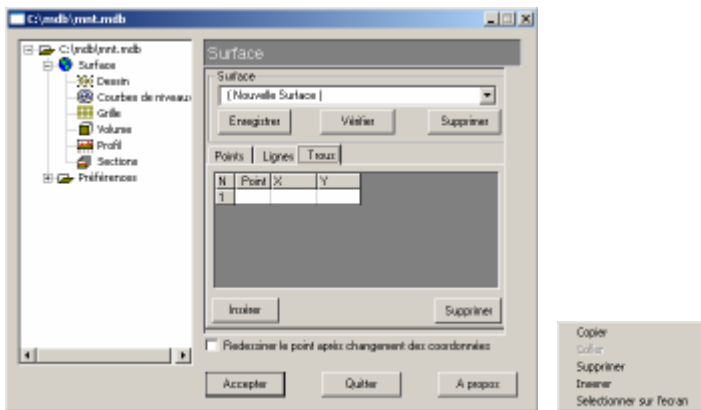 C:\mdb\mnt.mdb
C:\mdb\mnt.mdb
Surface
Dessin
Courbes de niveaux
Grille
Volume
Profil
Sections
Préférences
Surface
Surface
( Nouvelle Surface )
Enregistrer Vérifier Supprimer
Points Lignes Trous
N Point X Y
1
Insérer Supprimer
Redessiner le point après changement des coordonnées
Accepter Quitter A propos
Copier
Coller
Supprimer
Inserer
Selectionner sur l'ecran